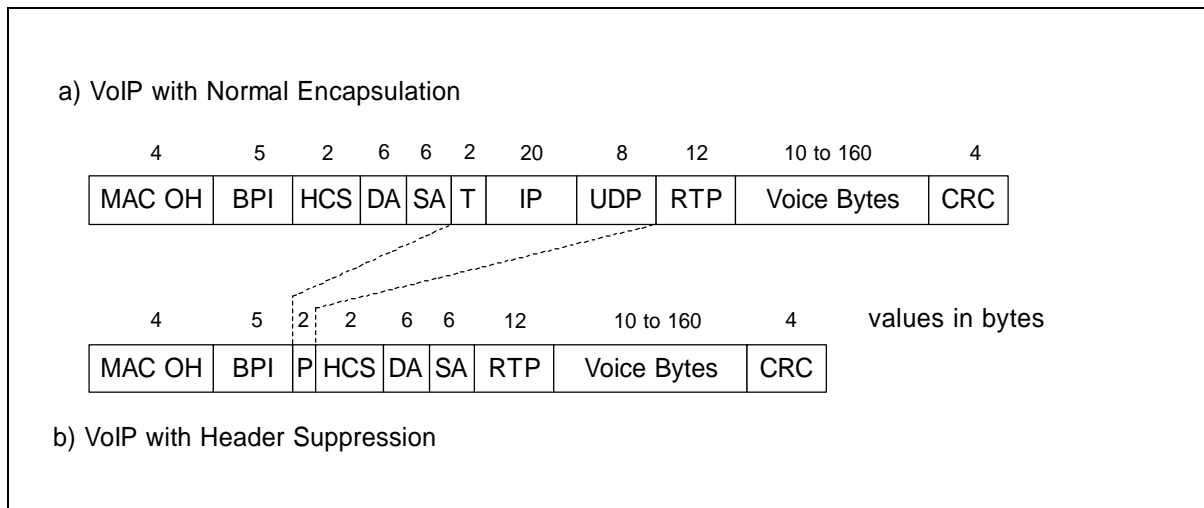 a) VoIP with Normal Encapsulation
4 5 2 6 6 2 20 8 12 10 to 160 4
MAC OH BPI HCS DA SA T IP UDP RTP Voice Bytes CRC
4 5 2 2 6 6 12 10 to 160 4 values in bytes
MAC OH BPI P HCS DA SA RTP Voice Bytes CRC
b) VoIP with Header Suppression